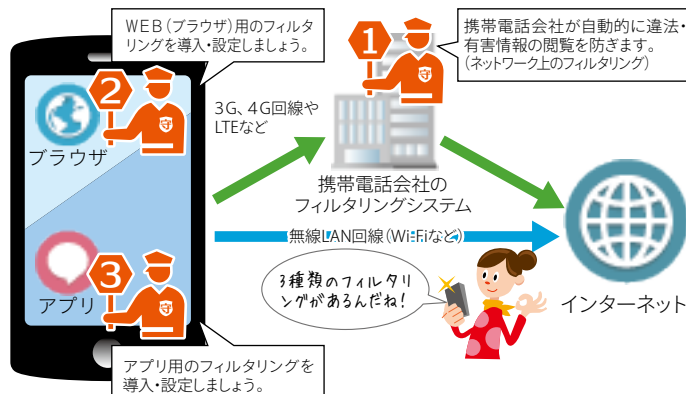 WEB(ブラウザ)用のフィルタ
リングを導入・設定しましょう。
1
携帯電話会社が自動的に違法・
有害情報の閲覧を防ぎます。
(ネットワーク上のフィルタリング)
2
ブラウザ
3G、4G回線や
LTEなど
携帯電話会社の
フィルタリングシステム
無線LAN回線(Wi-Fiなど)
3
アプリ
3種類のフィルタリ
ングがあるんだね!
インターネット
アプリ用のフィルタリングを
導入・設定しましょう。